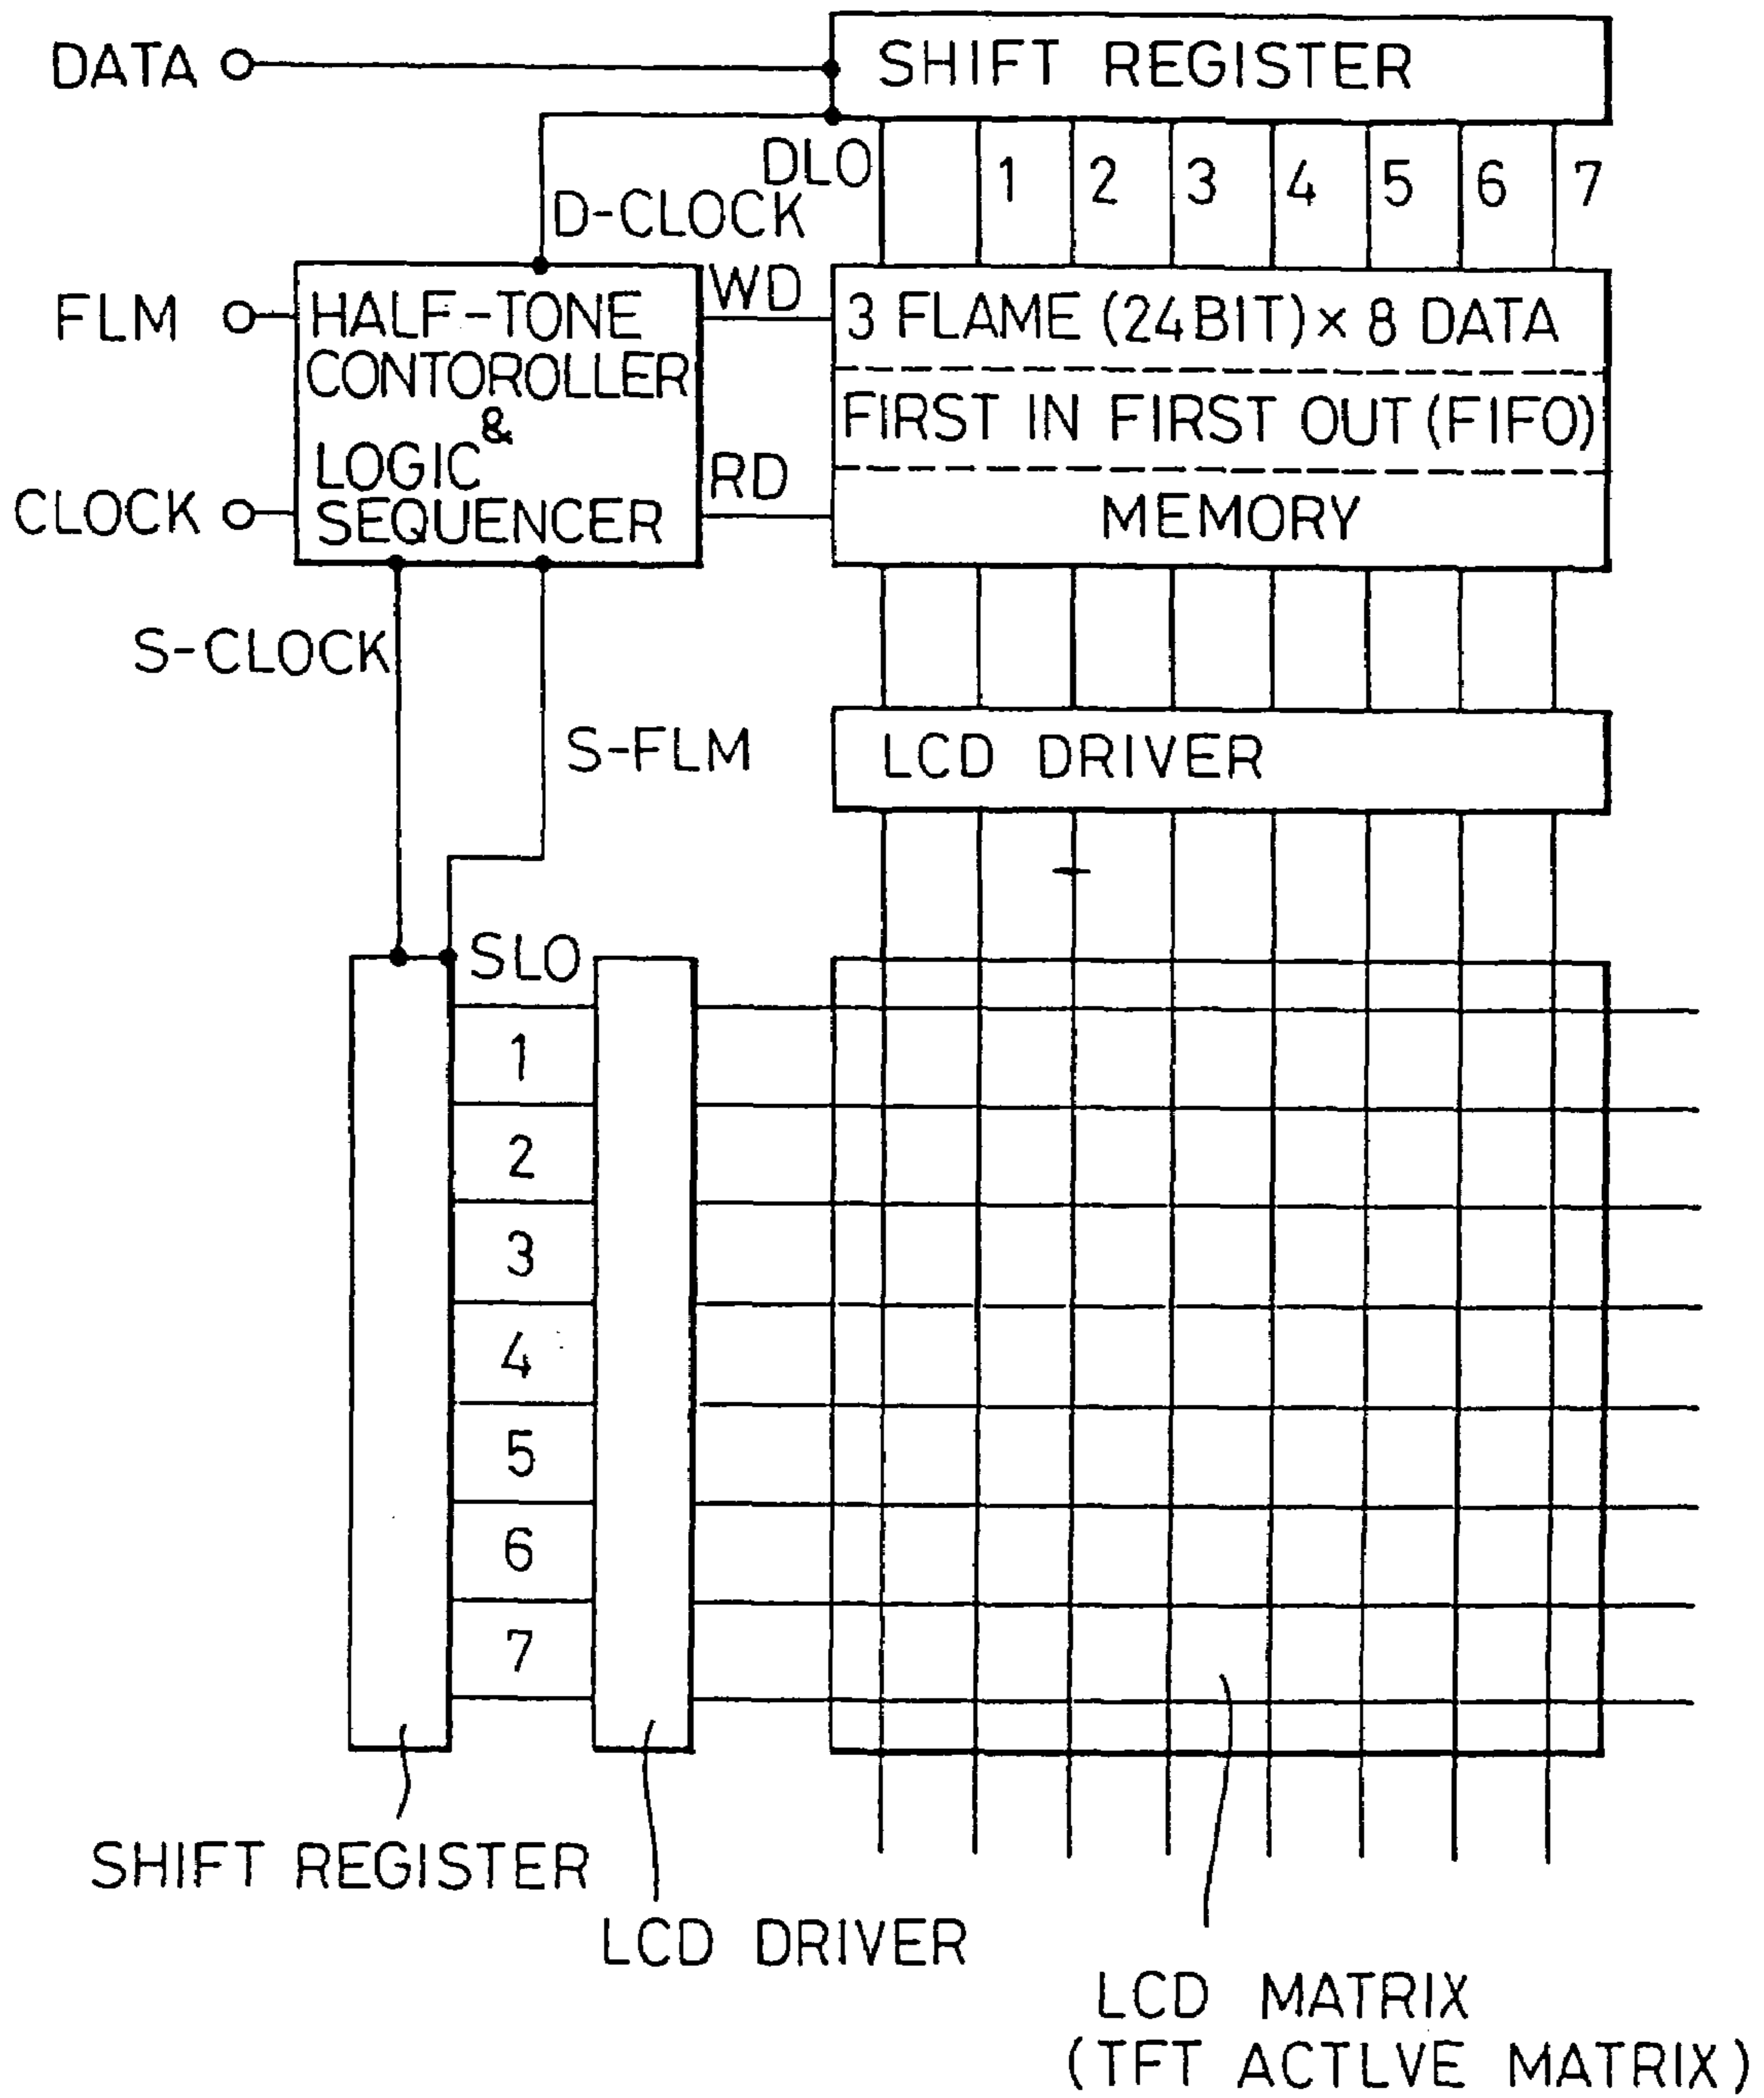 DATA
SHIFT REGISTER
DLO 1 2 3 4 5 6 7
D-CLOCK
FLM
HALF-TONE
CONTOROLLER
&
LOGIC
SEQUENCER
CLOCK
WD
RD
3 FLAME (24BIT)× 8 DATA
FIRST IN FIRST OUT (FIFO)
MEMORY
S-CLOCK
S-FLM
LCD DRIVER
SLO
1
2
3
4
5
6
7
SHIFT REGISTER
LCD DRIVER
LCD MATRIX
(TFT ACTLVE MATRIX)